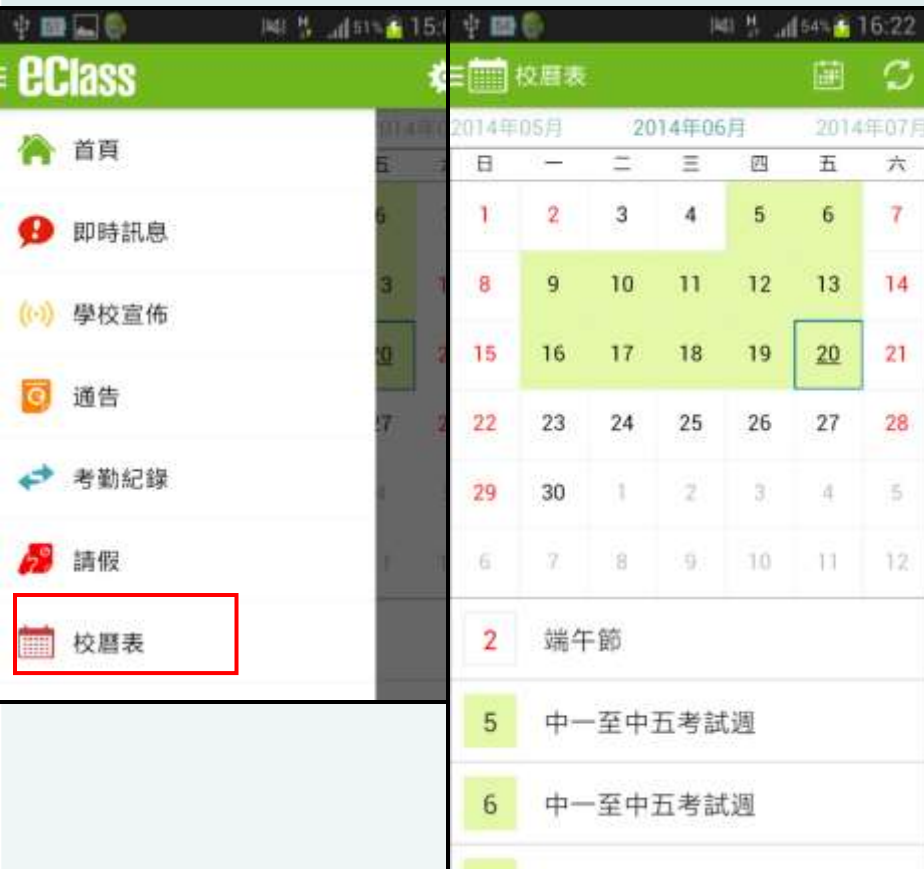 51% 15:
eClass
首頁
即時訊息
學校宣佈
通告
考勤紀錄
請假
校曆表
54% 16:22
校曆表
2014年05月 2014年06月 2014年07月
日 一 二 三 四 五 六
1 2 3 4 5 6 7
8 9 10 11 12 13 14
15 16 17 18 19 20 21
22 23 24 25 26 27 28
29 30 1 2 3 4 5
6 7 8 9 10 11 12
2 端午節
5 中一至中五考試週
6 中一至中五考試週